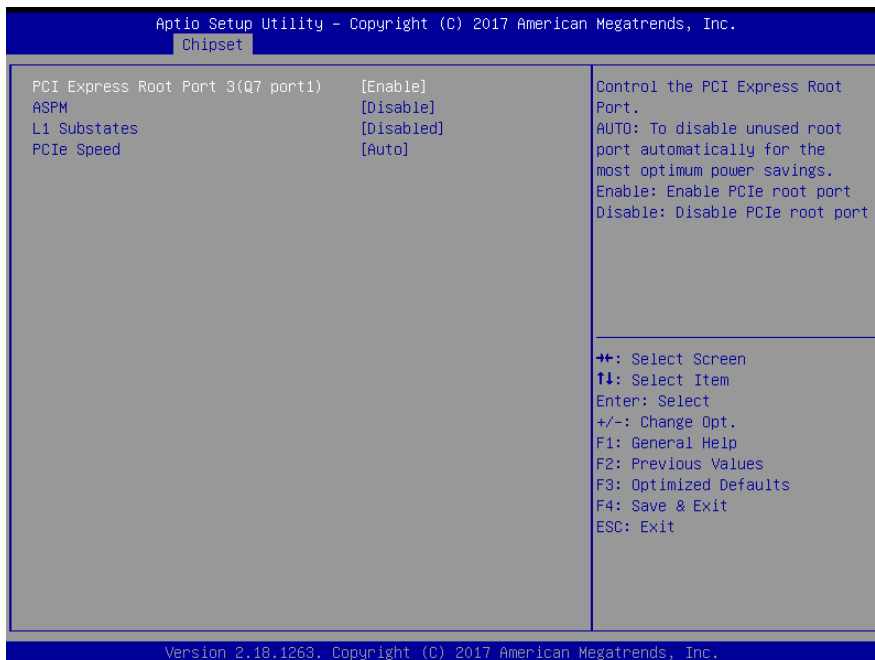 Aptio Setup Utility – Copyright (C) 2017 American Megatrends, Inc.
Chipset
PCI Express Root Port 3(Q7 port1) [Enable]
ASPM [Disable]
L1 Substates [Disabled]
PCIe Speed [Auto]
Control the PCI Express Root
Port.
AUTO: To disable unused root
port automatically for the
most optimum power savings.
Enable: Enable PCIe root port
Disable: Disable PCIe root port
→←: Select Screen
↑↓: Select Item
Enter: Select
+/-: Change Opt.
F1: General Help
F2: Previous Values
F3: Optimized Defaults
F4: Save & Exit
ESC: Exit
Version 2.18.1263. Copyright (C) 2017 American Megatrends, Inc.